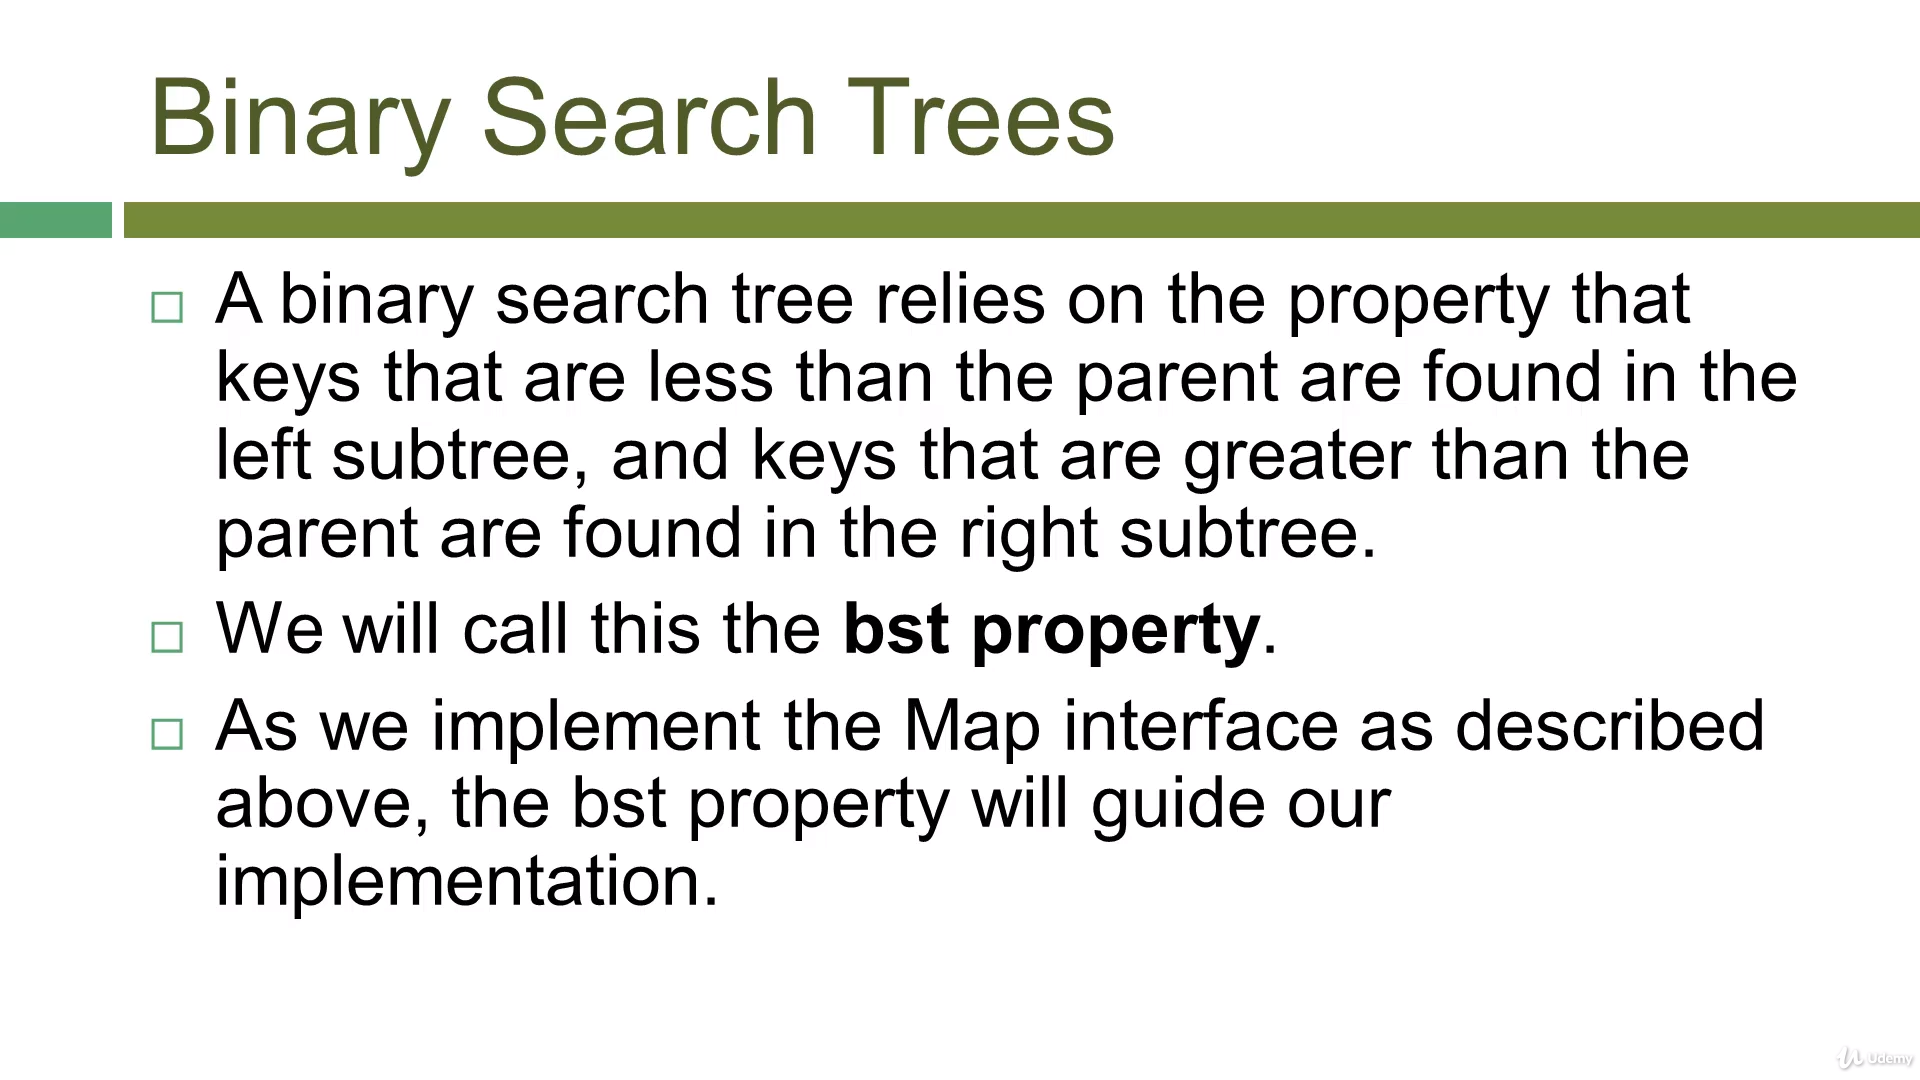 Binary Search Trees
A binary search tree relies on the property that
keys that are less than the parent are found in the
left subtree, and keys that are greater than the
parent are found in the right subtree.
We will call this the bst property.
As we implement the Map interface as described
above, the bst property will guide our
implementation.
Udemy